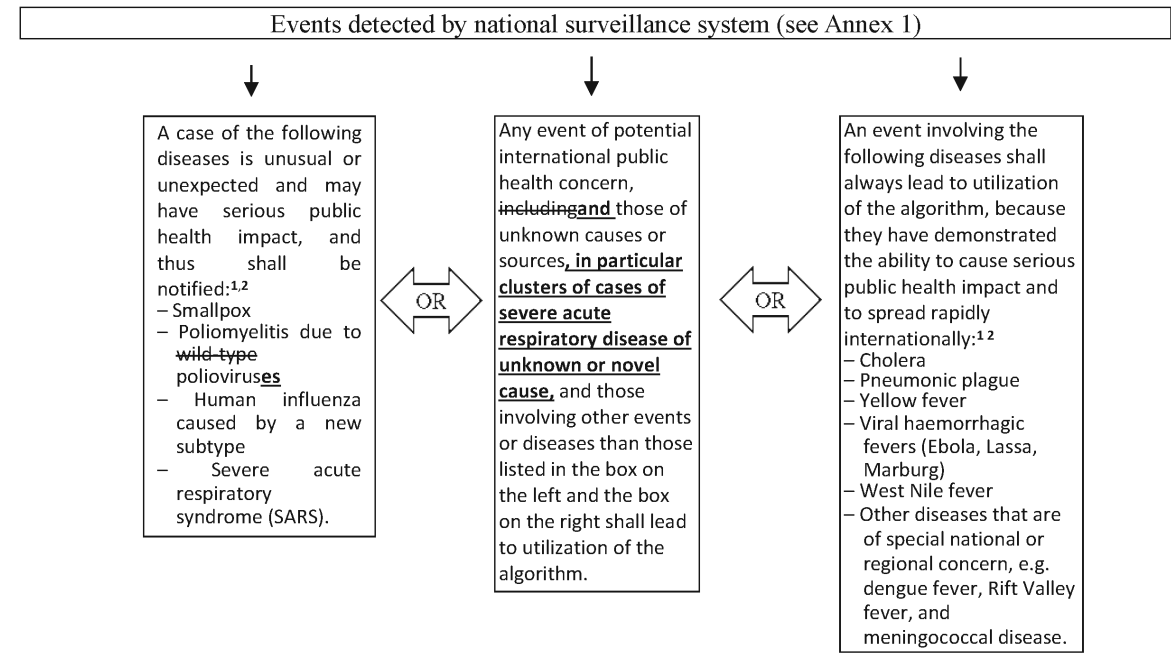 Events detected by national surveillance system (see Annex 1)
A case of the following
diseases is unusual or
unexpected and may
have serious public
health impact, and
thus shall be
notified:1,2
– Smallpox
– Poliomyelitis due to
wild-type
polioviruses
– Human influenza
caused by a new
subtype
– Severe acute
respiratory
syndrome (SARS).
OR
Any event of potential
international public
health concern,
includingand those of
unknown causes or
sources, in particular
clusters of cases of
severe acute
respiratory disease of
unknown or novel
cause, and those
involving other events
or diseases than those
listed in the box on
the left and the box
on the right shall lead
to utilization of the
algorithm.
OR
An event involving the
following diseases shall
always lead to utilization
of the algorithm, because
they have demonstrated
the ability to cause serious
public health impact and
to spread rapidly
internationally:1 2
– Cholera
– Pneumonic plague
– Yellow fever
– Viral haemorrhagic
fevers (Ebola, Lassa,
Marburg)
– West Nile fever
– Other diseases that are
of special national or
regional concern, e.g.
dengue fever, Rift Valley
fever, and
meningococcal disease.